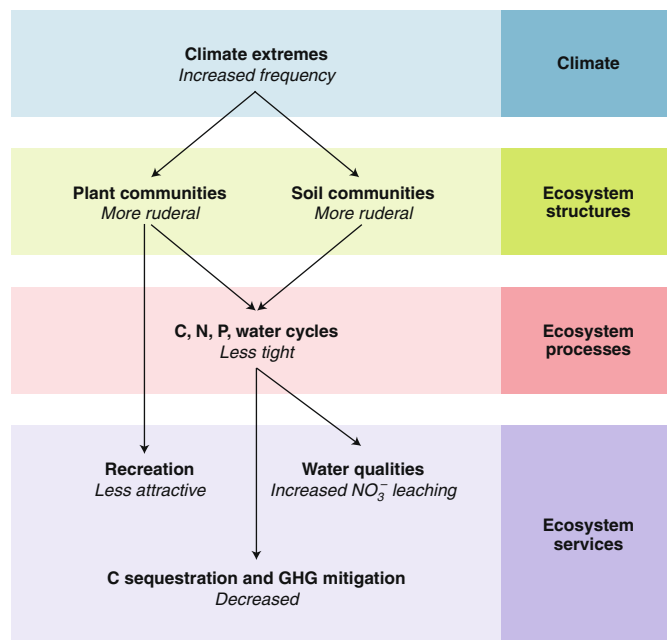 Climate extremes
Increased frequency
Climate
Plant communities
More ruderal
Soil communities
More ruderal
Ecosystem
structures
C, N, P, water cycles
Less tight
Ecosystem
processes
Recreation
Less attractive
Water qualities
Increased NO₃⁻ leaching
C sequestration and GHG mitigation
Decreased
Ecosystem
services